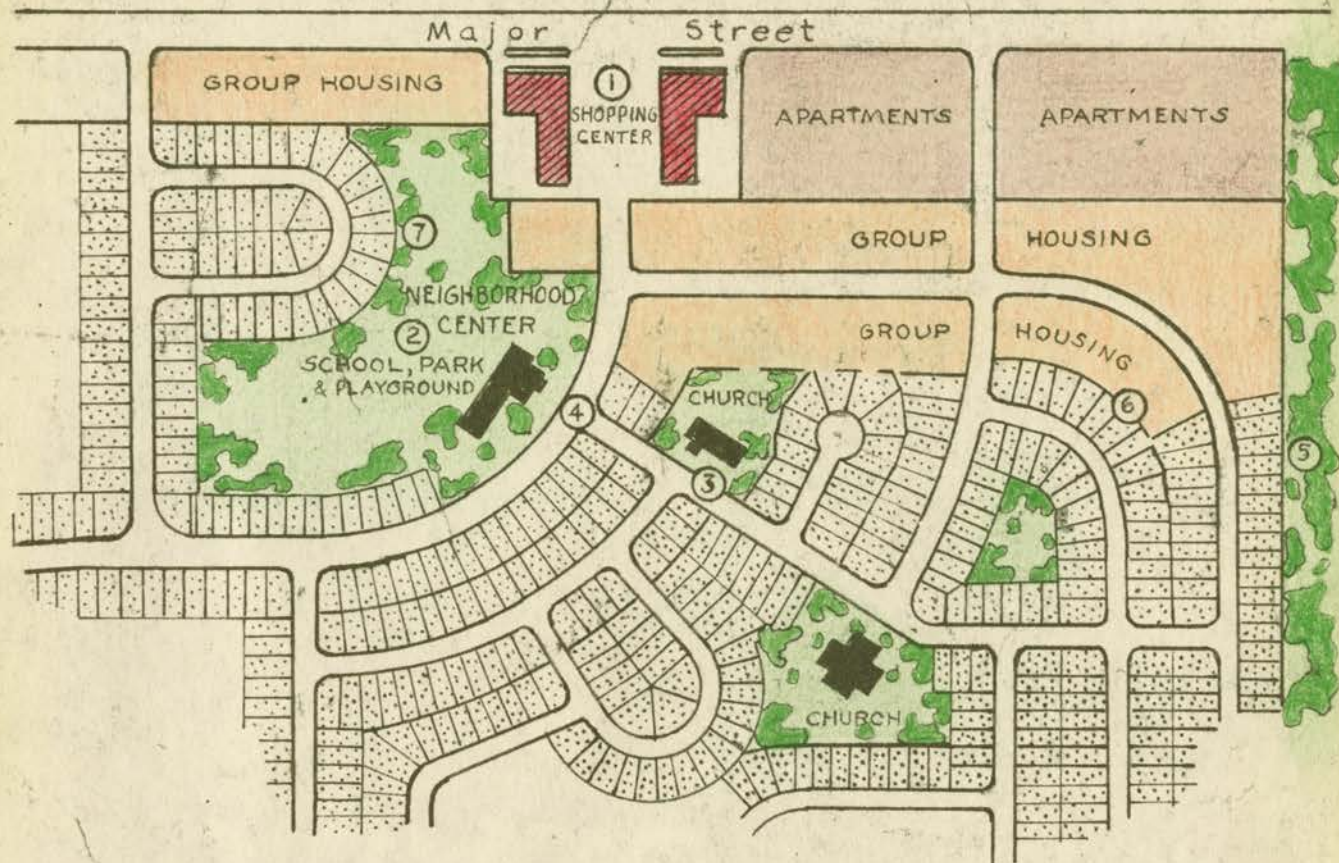 Major Street
GROUP HOUSING
1
SHOPPING
CENTER
APARTMENTS
APARTMENTS
7
GROUP HOUSING
NEIGHBORHOOD
CENTER
2
SCHOOL, PARK
& PLAYGROUND
GROUP HOUSING
CHURCH
4
6
3
5
CHURCH